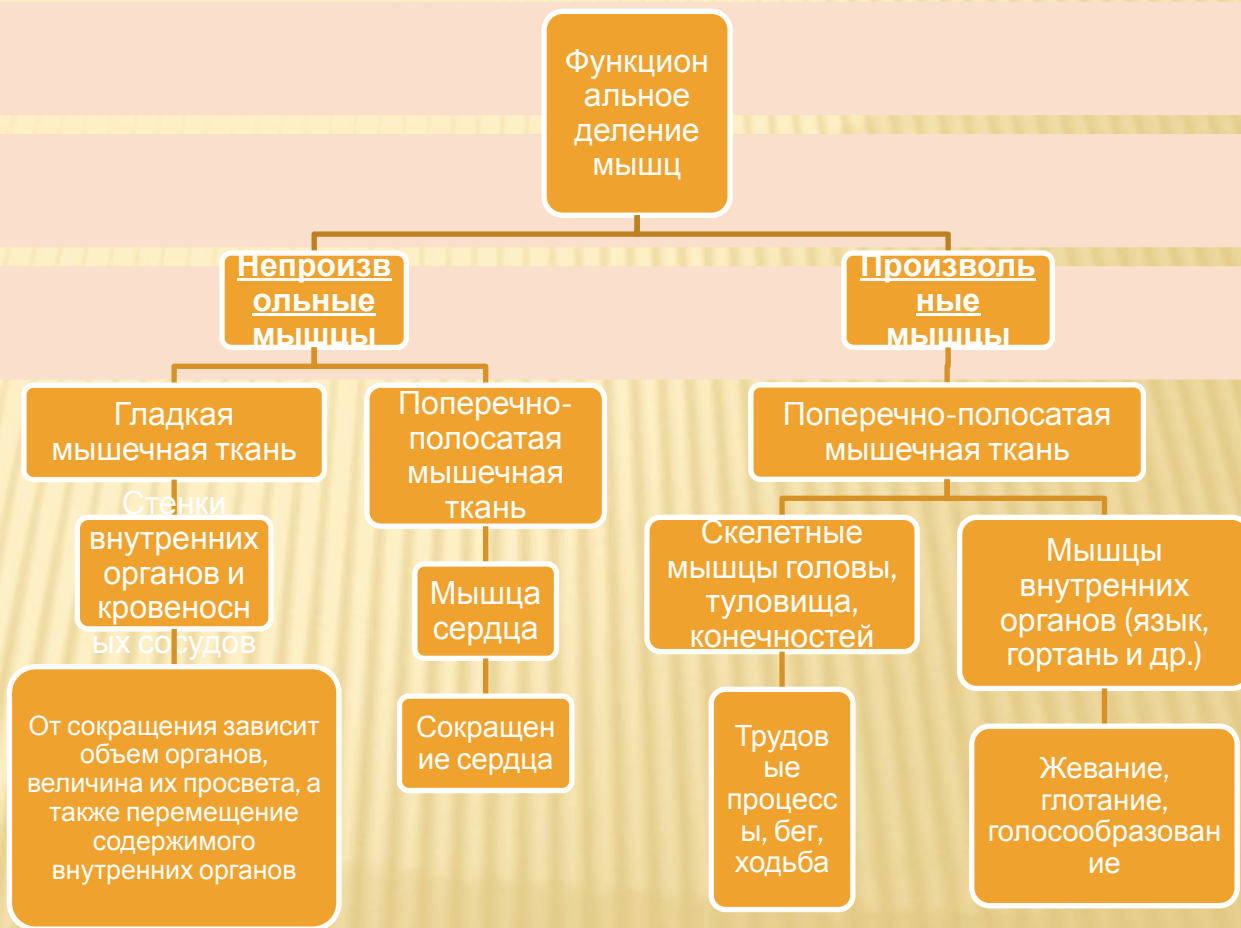 Функцион
альное
деление
мышц
Непроизв
ольные
мышцы
Произволь
ные
мышцы
Гладкая
мышечная ткань
Поперечно-
полосатая
мышечная
ткань
Поперечно-полосатая
мышечная ткань
Стенки
внутренних
органов и
кровеносн
ых сосудов
Мышца
сердца
Скелетные
мышцы головы,
туловища,
конечностей
Мышцы
внутренних
органов (язык,
гортань и др.)
От сокращения зависит
объем органов,
величина их просвета, а
также перемещение
содержимого
внутренних органов
Сокращен
ие сердца
Трудов
ые
процесс
ы, бег,
ходьба
Жевание,
глотание,
голосообразован
ие